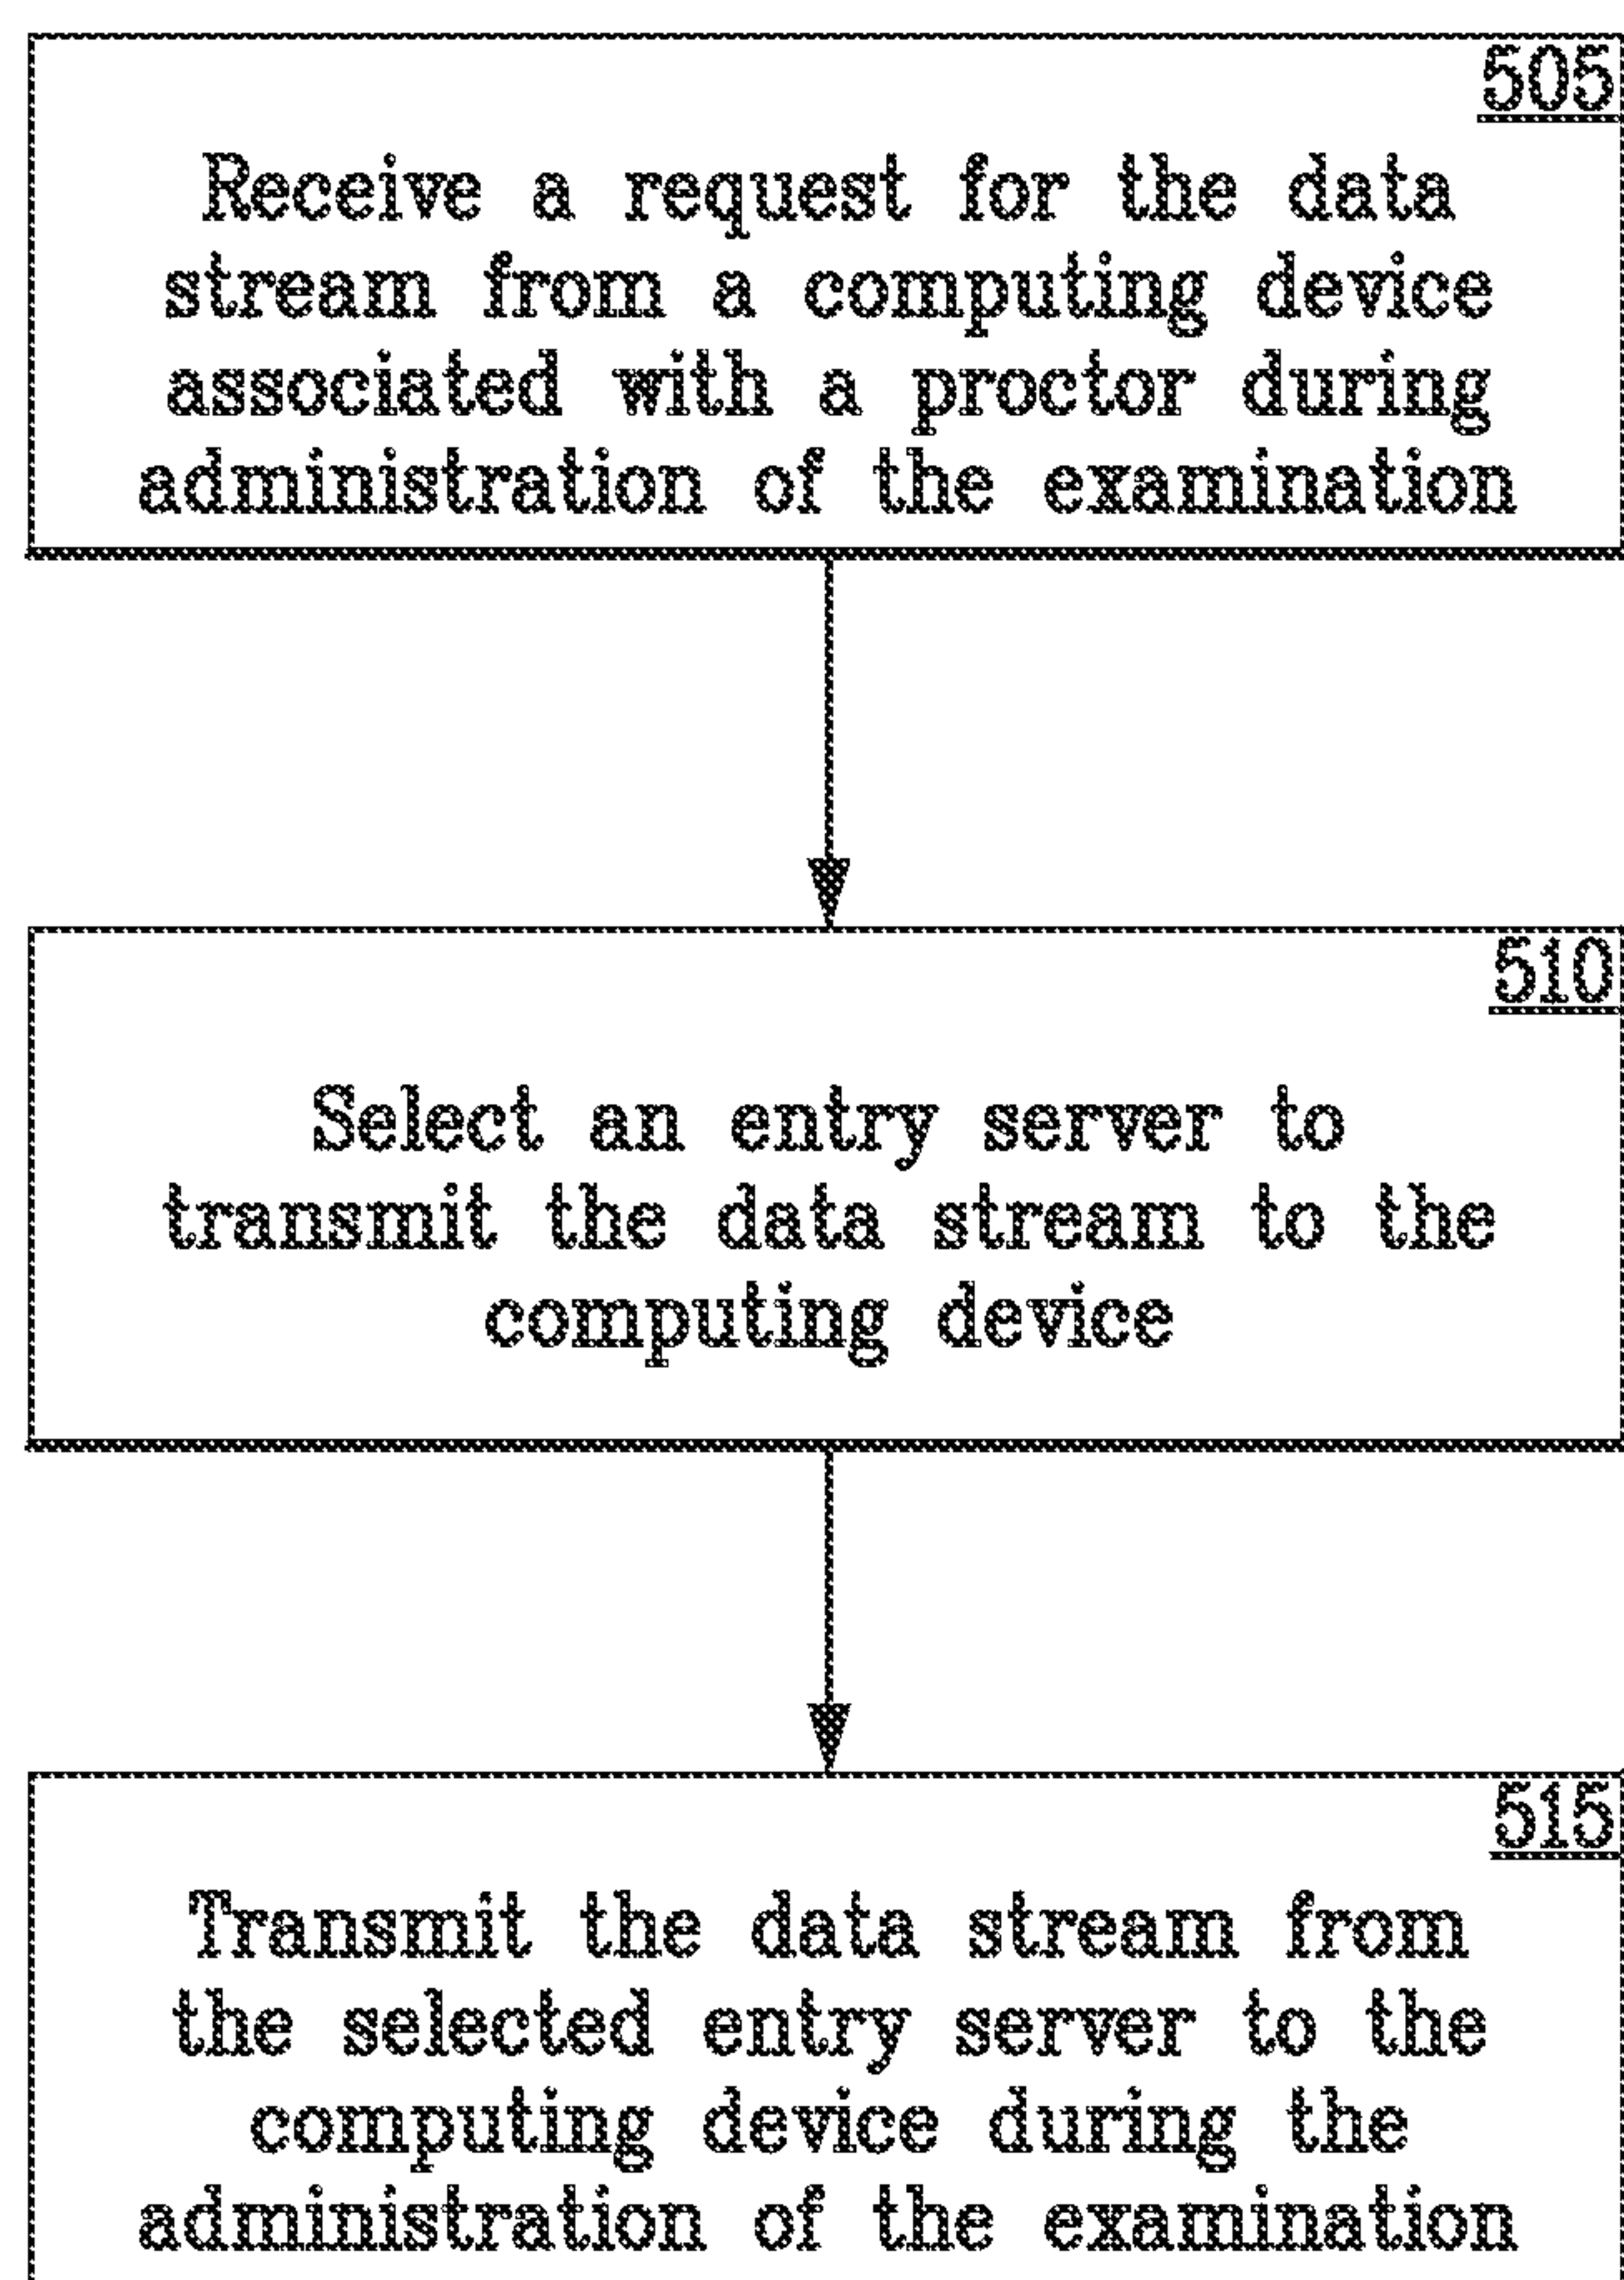 505
Receive a request for the data
stream from a computing device
associated with a proctor during
administration of the examination
510
Select an entry server to
transmit the data stream to the
computing device
515
Transmit the data stream from
the selected entry server to the
computing device during the
administration of the examination